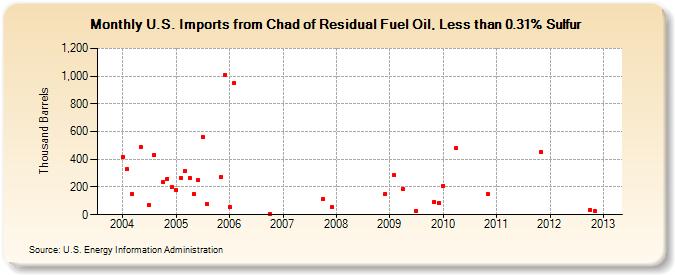 Monthly U.S. Imports from Chad of Residual Fuel Oil, Less than 0.31% Sulfur
Thousand Barrels
1,200
1,000
800
600
400
200
0
2004 2005 2006 2007 2008 2009 2010 2011 2012 2013
Source: U.S. Energy Information Administration